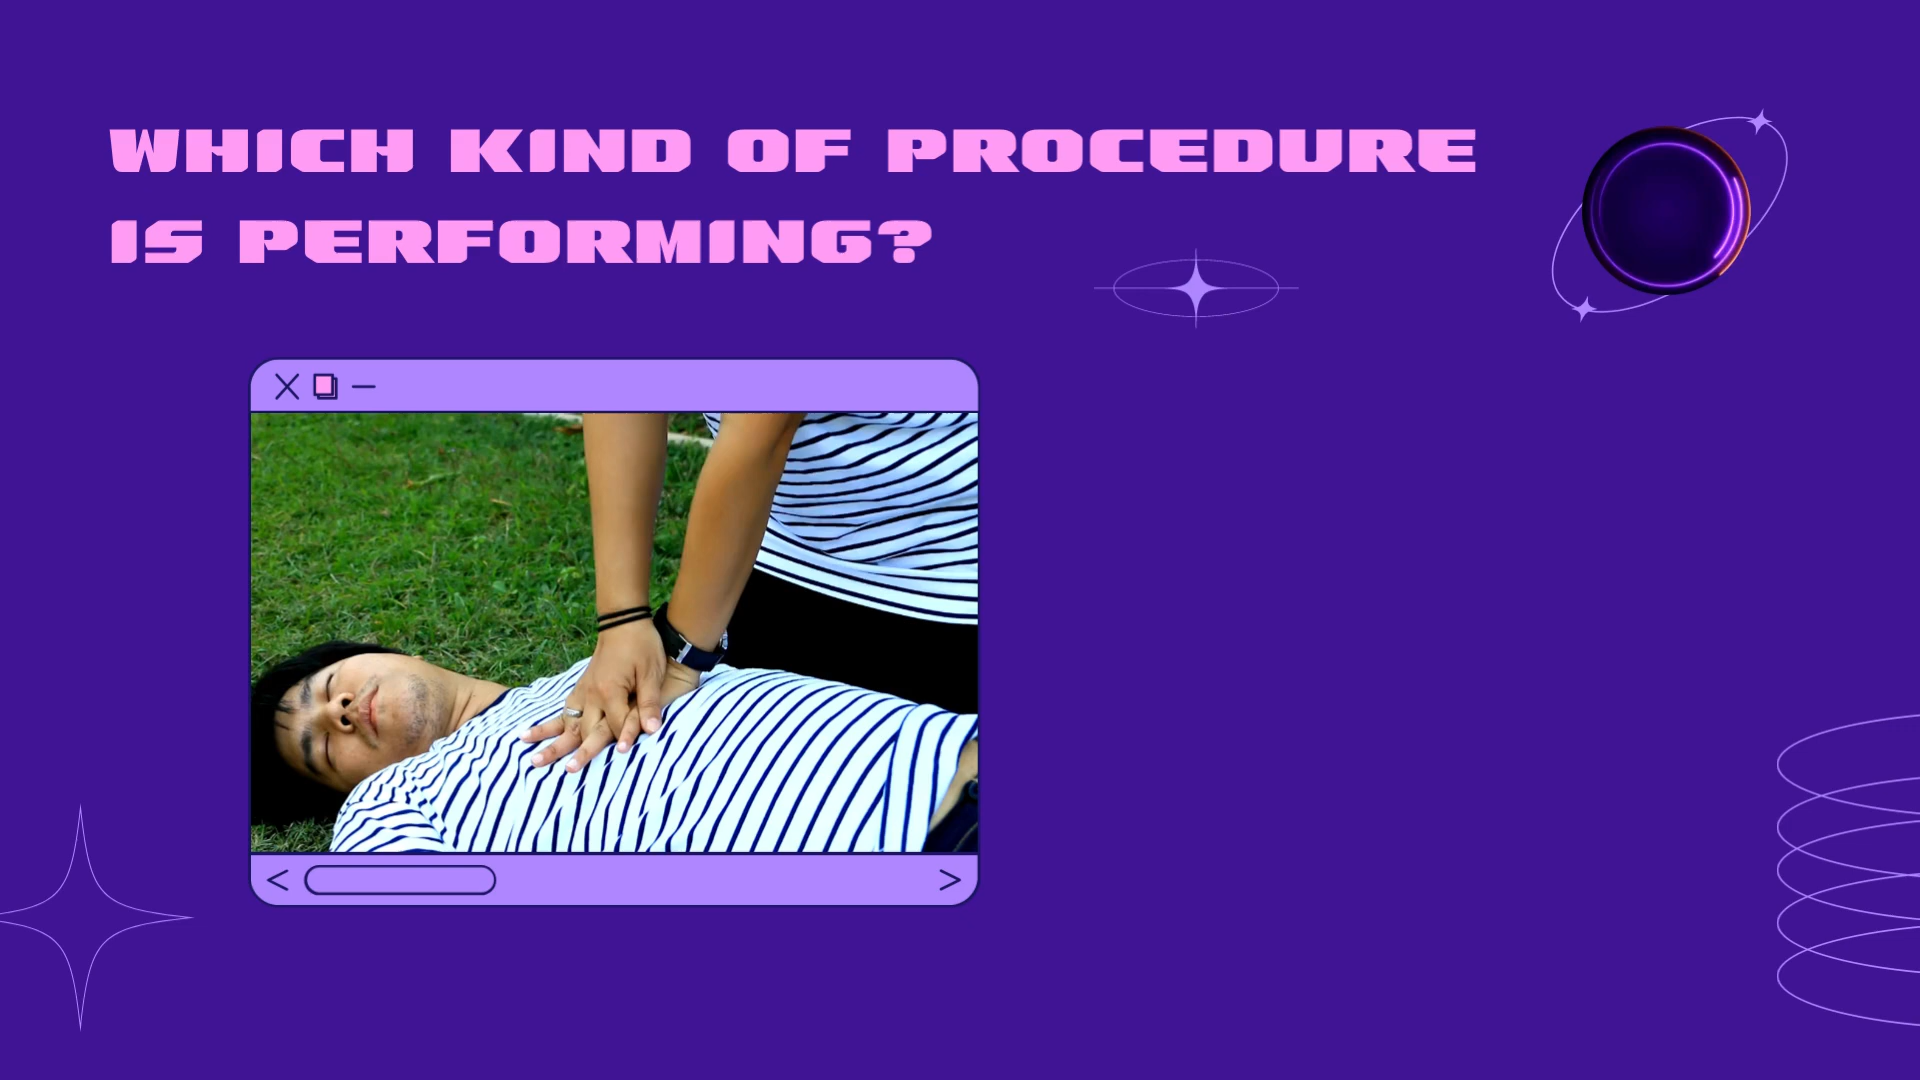 WHICH KIND OF PROCEDURE
IS PERFORMING?